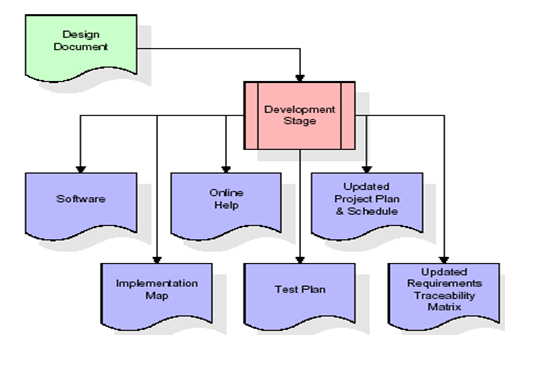 Design
Document
Development
Stage
Software
Online
Help
Updated
Project Plan
& Schedule
Implementation
Map
Test Plan
Updated
Requirements
Traceability
Matrix